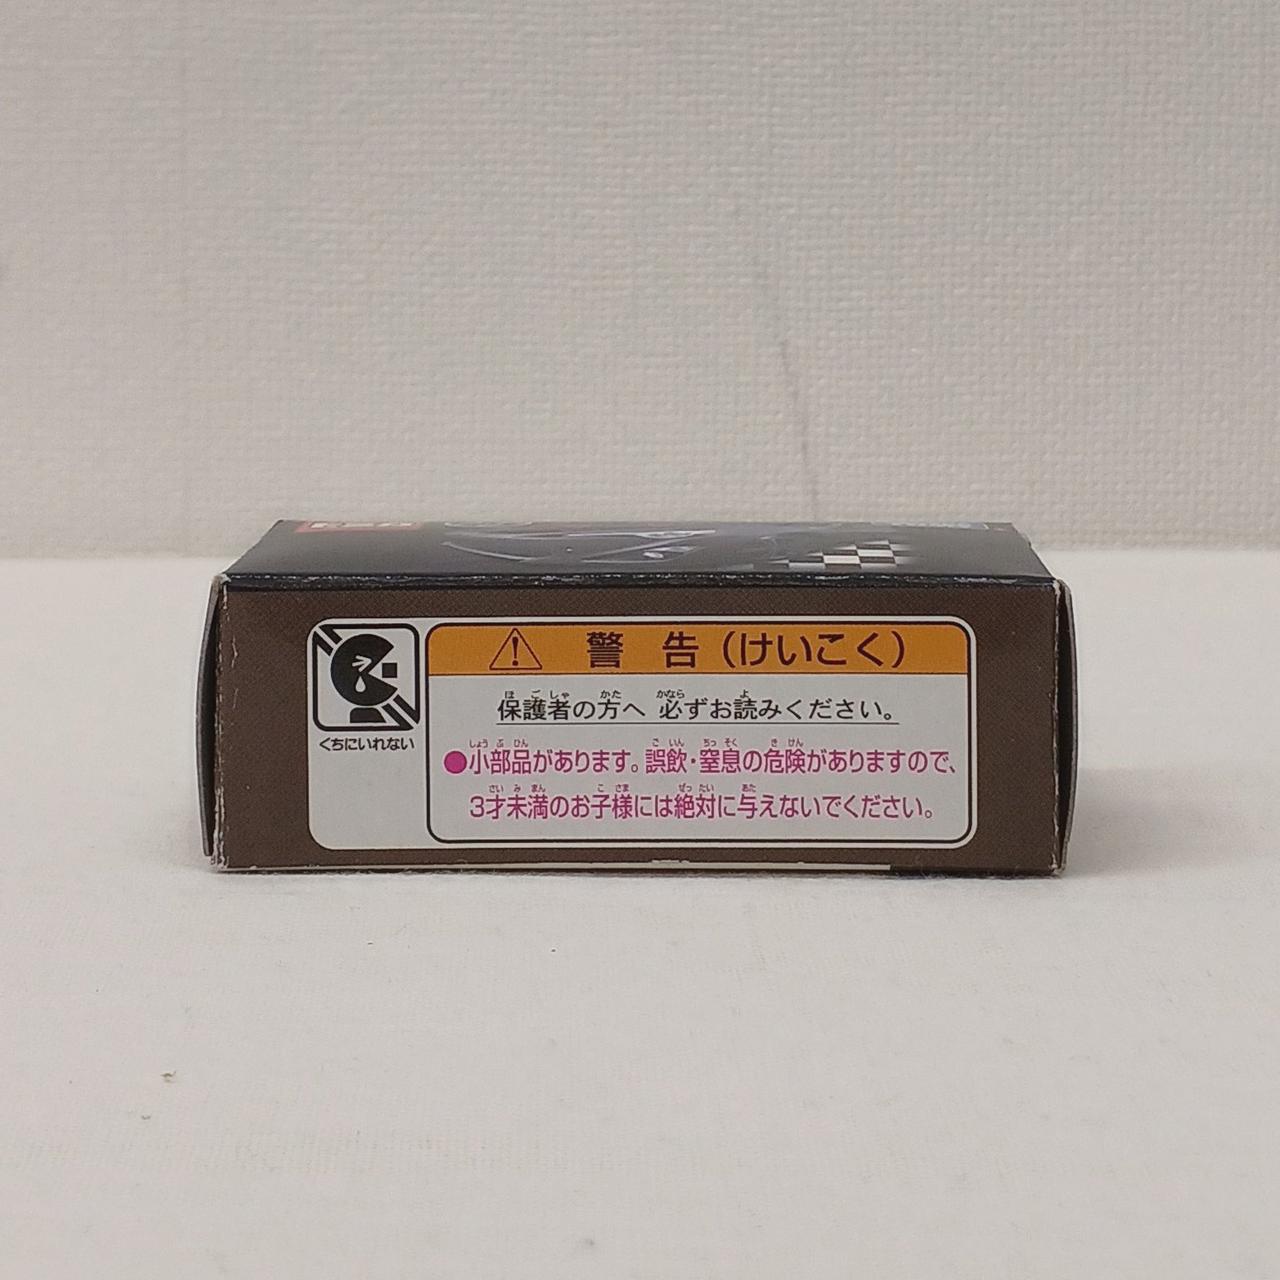 警告(けいこく)
保護者の方へ 必ずお読みください。
●小部品があります。誤飲・窒息の危険がありますので、
3才未満のお子様には絶対に与えないでください。
くちにいれない